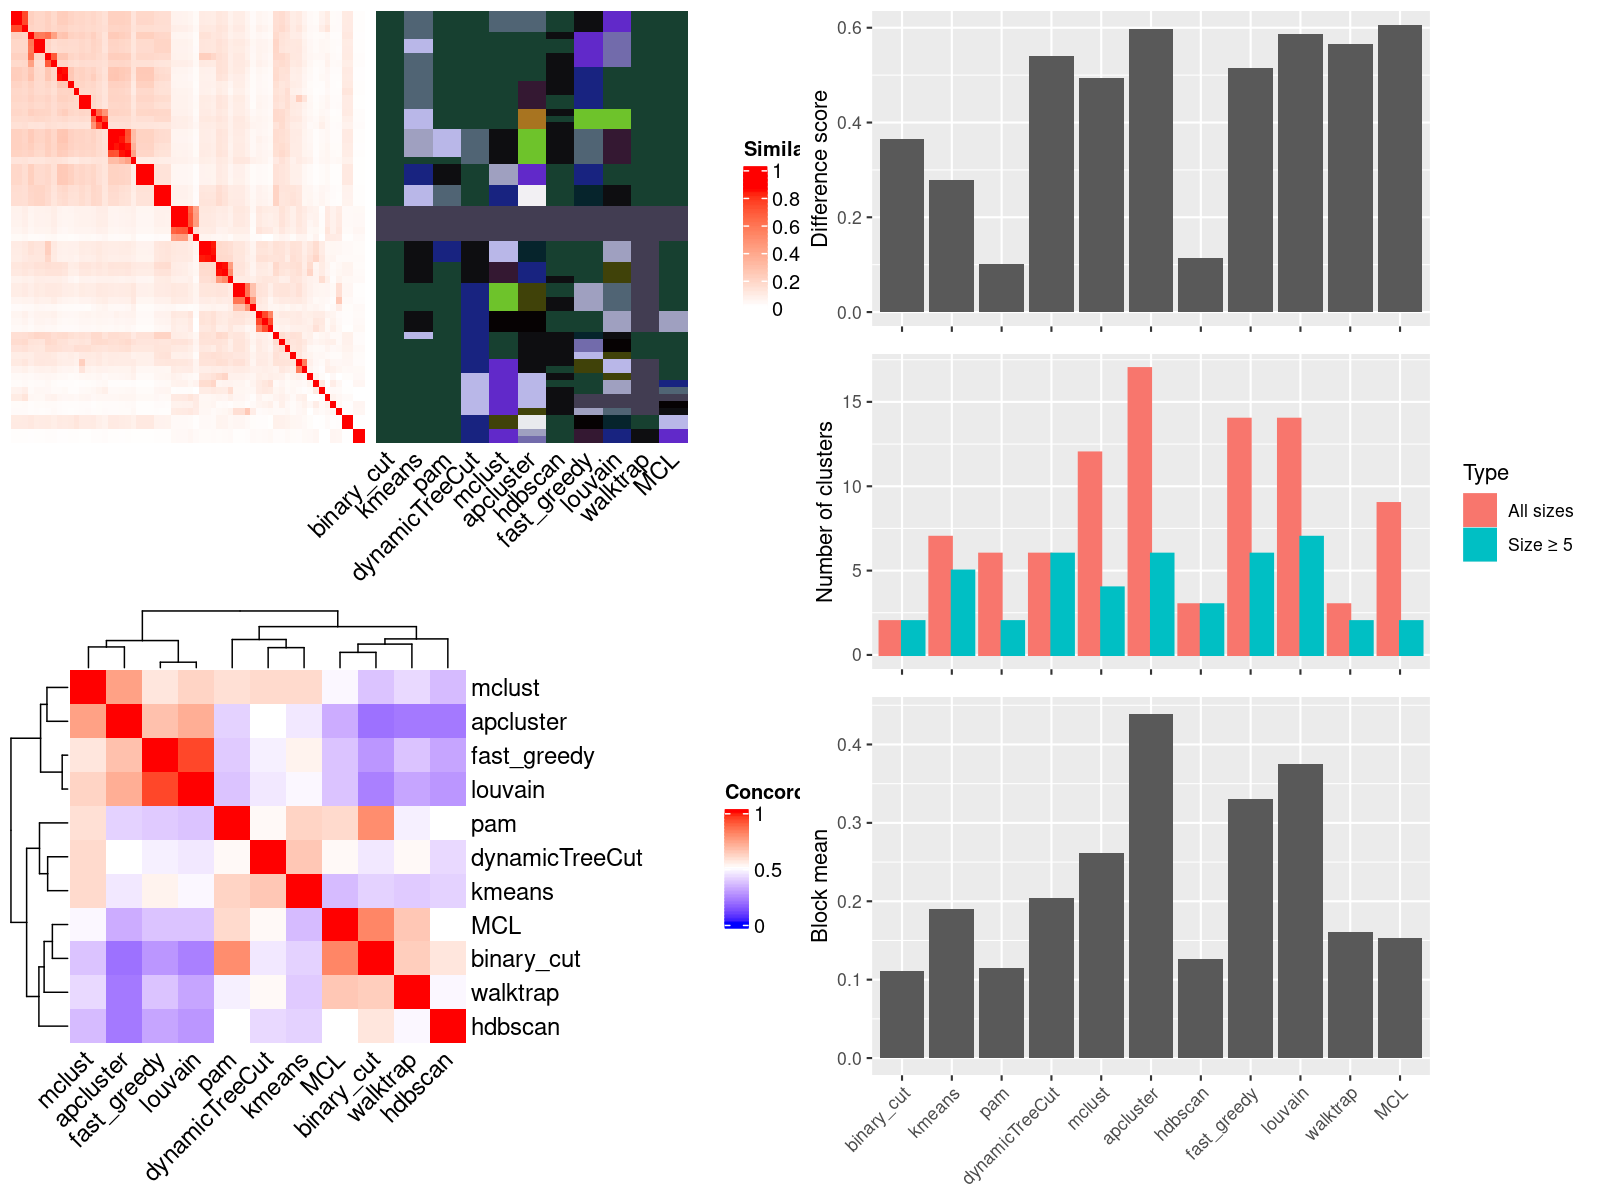 Simila
1
0.8
0.6
0.4
0.2
0
binary_cut
kmeans
pam
dynamicTreeCut
mclust
apcluster
hdbscan
fast_greedy
louvain
walktrap
MCL
Difference score
0.6
0.4
0.2
0.0
Number of clusters
15
10
5
0
Type
All sizes
Size ≥ 5
mclust
apcluster
fast_greedy
louvain
pam
dynamicTreeCut
kmeans
MCL
binary_cut
walktrap
hdbscan
mclust
apcluster
fast_greedy
louvain
pam
dynamicTreeCut
kmeans
MCL
binary_cut
walktrap
hdbscan
Concord
1
0.5
0
Block mean
0.4
0.3
0.2
0.1
0.0
binary_cut
kmeans
pam
dynamicTreeCut
mclust
apcluster
hdbscan
fast_greedy
louvain
walktrap
MCL